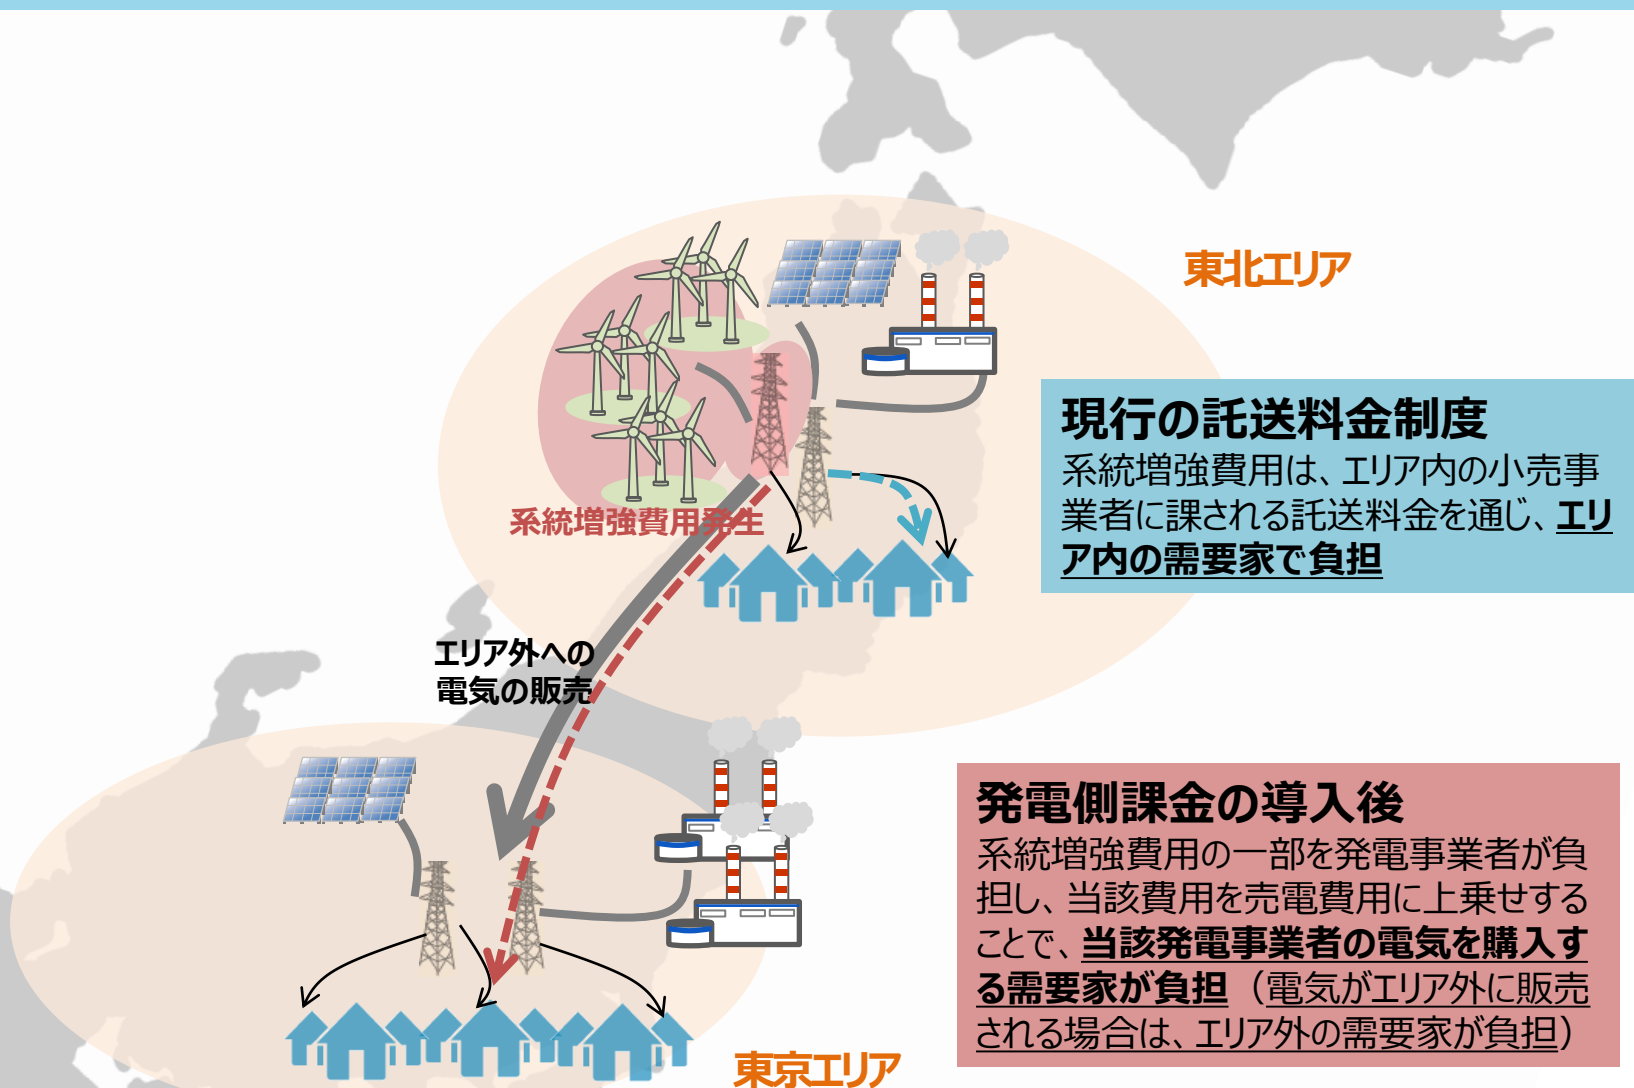 東北エリア
現行の託送料金制度
系統増強費用は、エリア内の小売事
業者に課される託送料金を通じ、エリ
ア内の需要家で負担
系統増強費用発生
エリア外への
電気の販売
発電側課金の導入後
系統増強費用の一部を発電事業者が負
担し、当該費用を売電費用に上乗せする
ことで、当該発電事業者の電気を購入す
る需要家が負担（電気がエリア外に販売
される場合は、エリア外の需要家が負担）
東京エリア